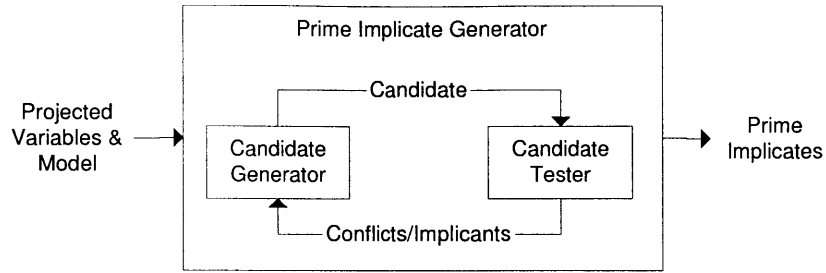 Prime Implicate Generator
Candidate
Projected
Variables &
Model
Candidate
Generator
Candidate
Tester
Prime
Implicates
Conflicts/Implicants